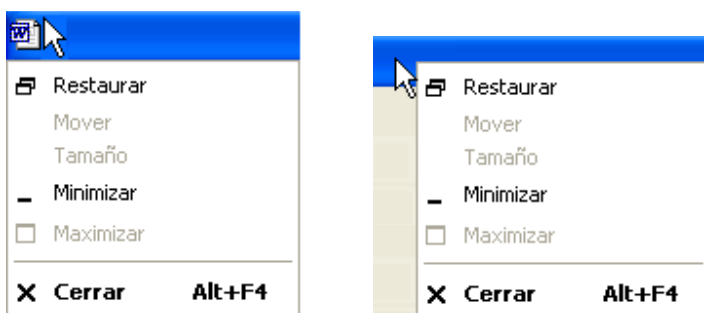 Restaurar
Mover
Tamaño
Minimizar
Maximizar
Cerrar Alt+F4
Restaurar
Mover
Tamaño
Minimizar
Maximizar
Cerrar Alt+F4